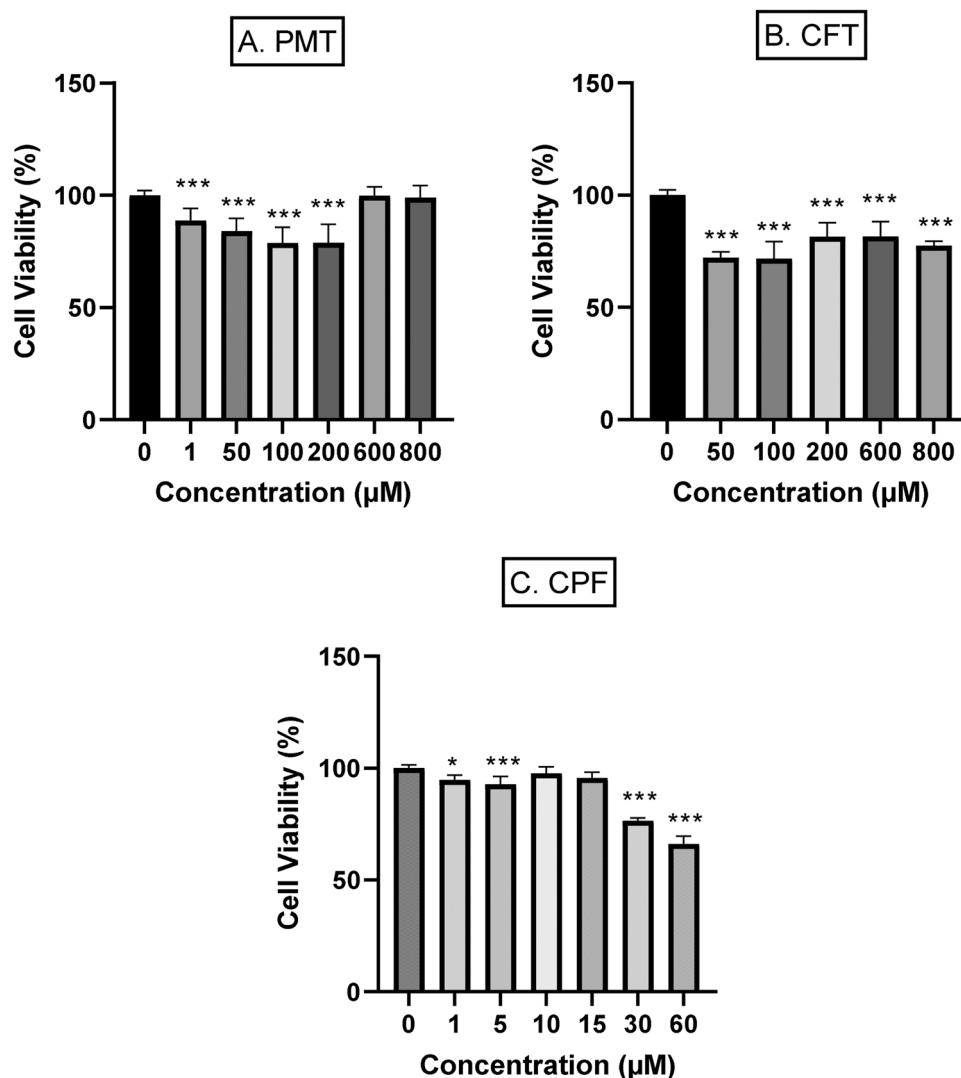 A. PMT
150
100
50
0
Cell Viability (%)
***
***
***
***
0 1 50 100 200 600 800
Concentration (µM)
B. CFT
150
100
50
0
Cell Viability (%)
***
***
***
***
***
0 50 100 200 600 800
Concentration (µM)
C. CPF
150
100
50
0
Cell Viability (%)
*
***
***
***
0 1 5 10 15 30 60
Concentration (µM)